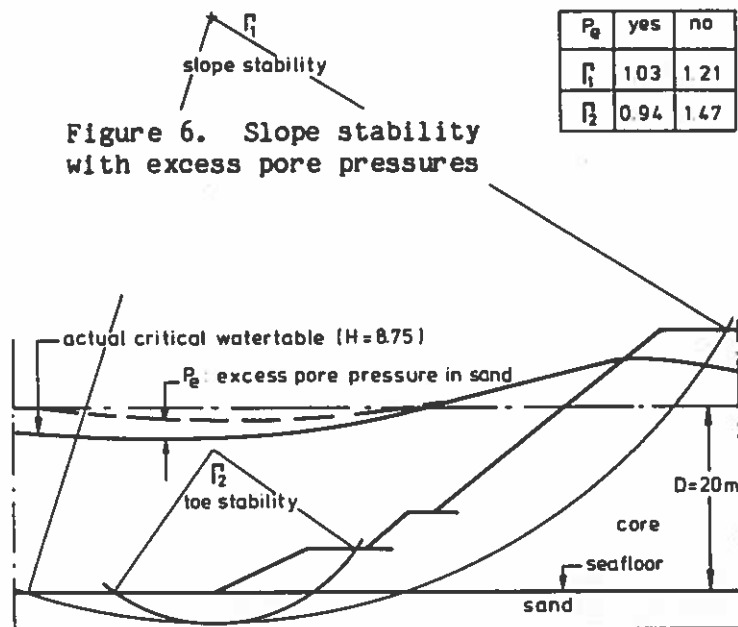 Γ₁
slope stability
Figure 6. Slope stability
with excess pore pressures
Pe yes no
Γ₁ 1.03 1.21
Γ₂ 0.94 1.47
actual critical watertable (H=8.75)
Pe: excess pore pressure in sand
Γ₂
toe stability
D=20m
core
seafloor
sand